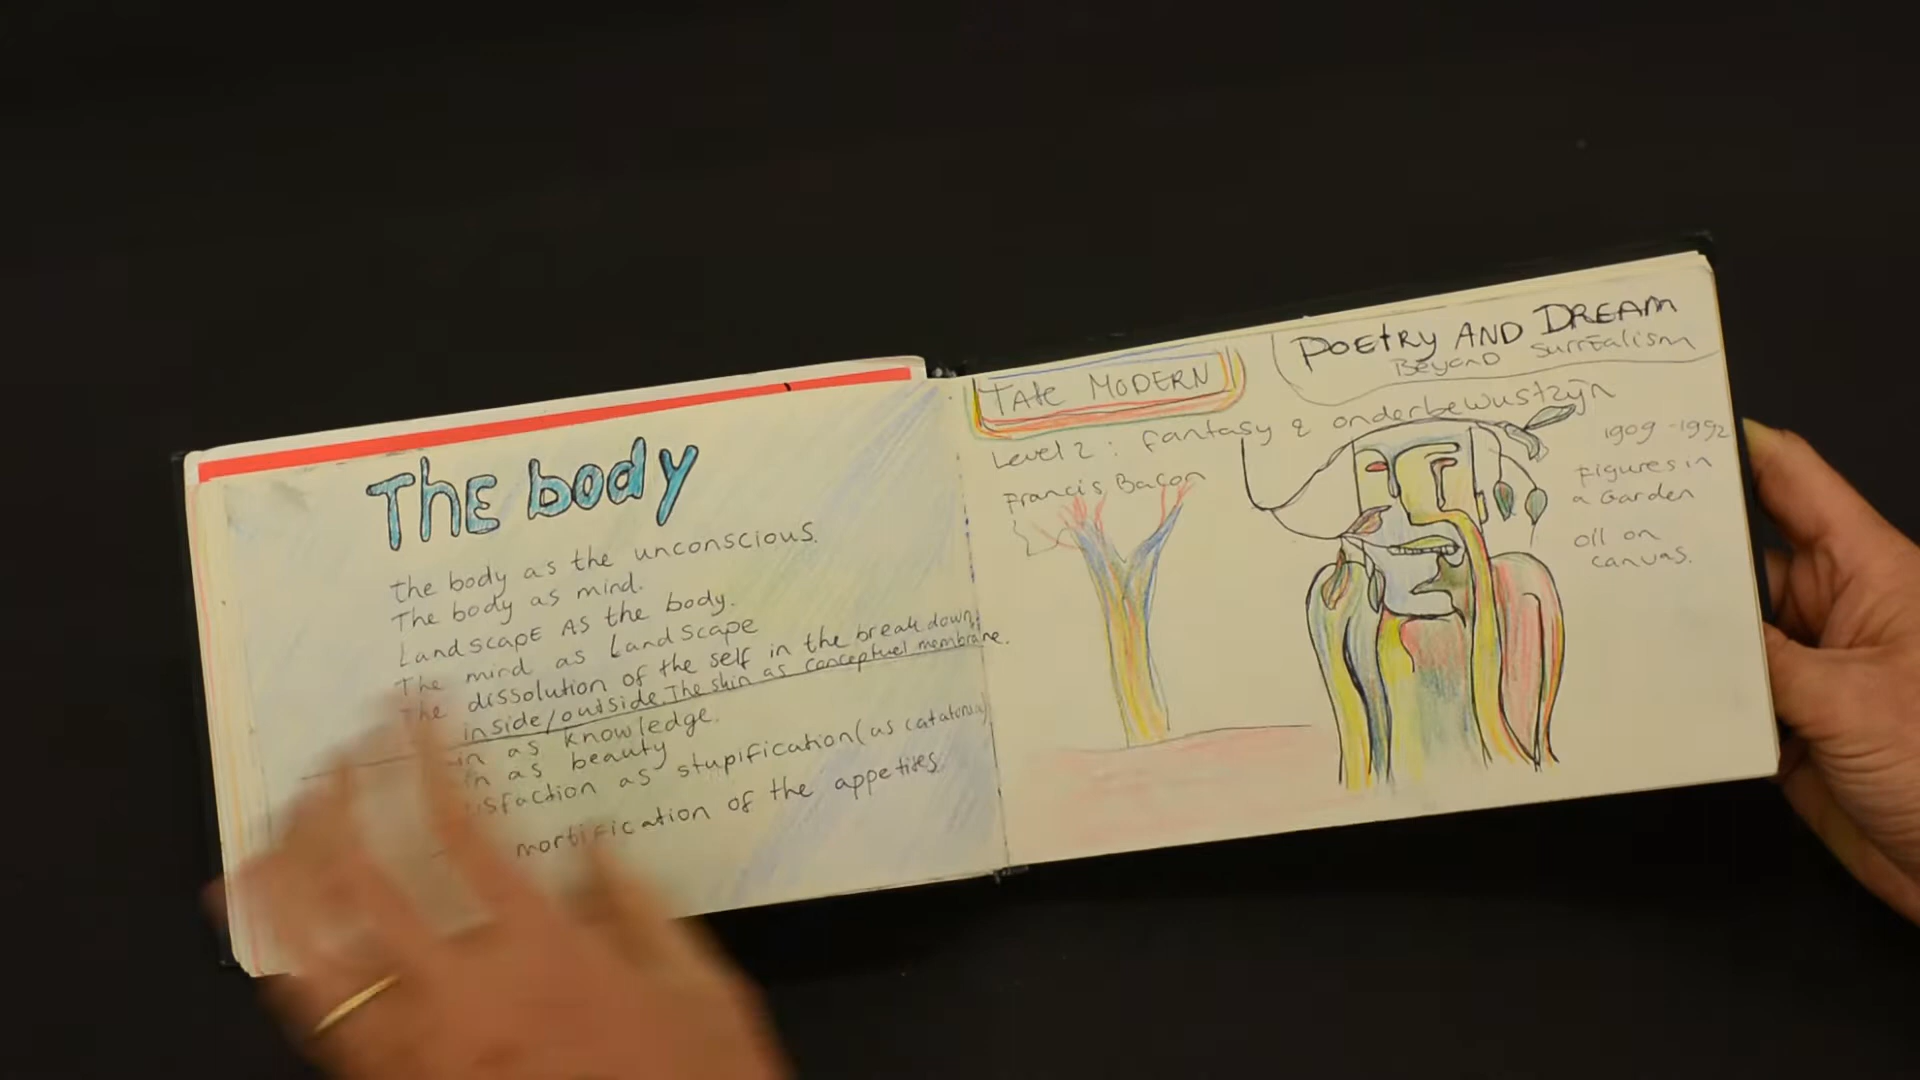 ThE body
the body as the unconscious.
The body as mind.
LandscapE As the body.
The mind as Landscape
The dissolution of the self in the breakdown,
inside/outside. The skin as conceptuel membrane.
as knowledge.
as beauty
as stupification (as catatonia)
mortification of the appetites
TAtE MODERN
POEtRy AND DREAM
BEyOND SurrEalism
Level 2: fantasy & onderbewustzijn
Francis Bacon
1909-1992
figures in
a Garden
oil on
canvas.